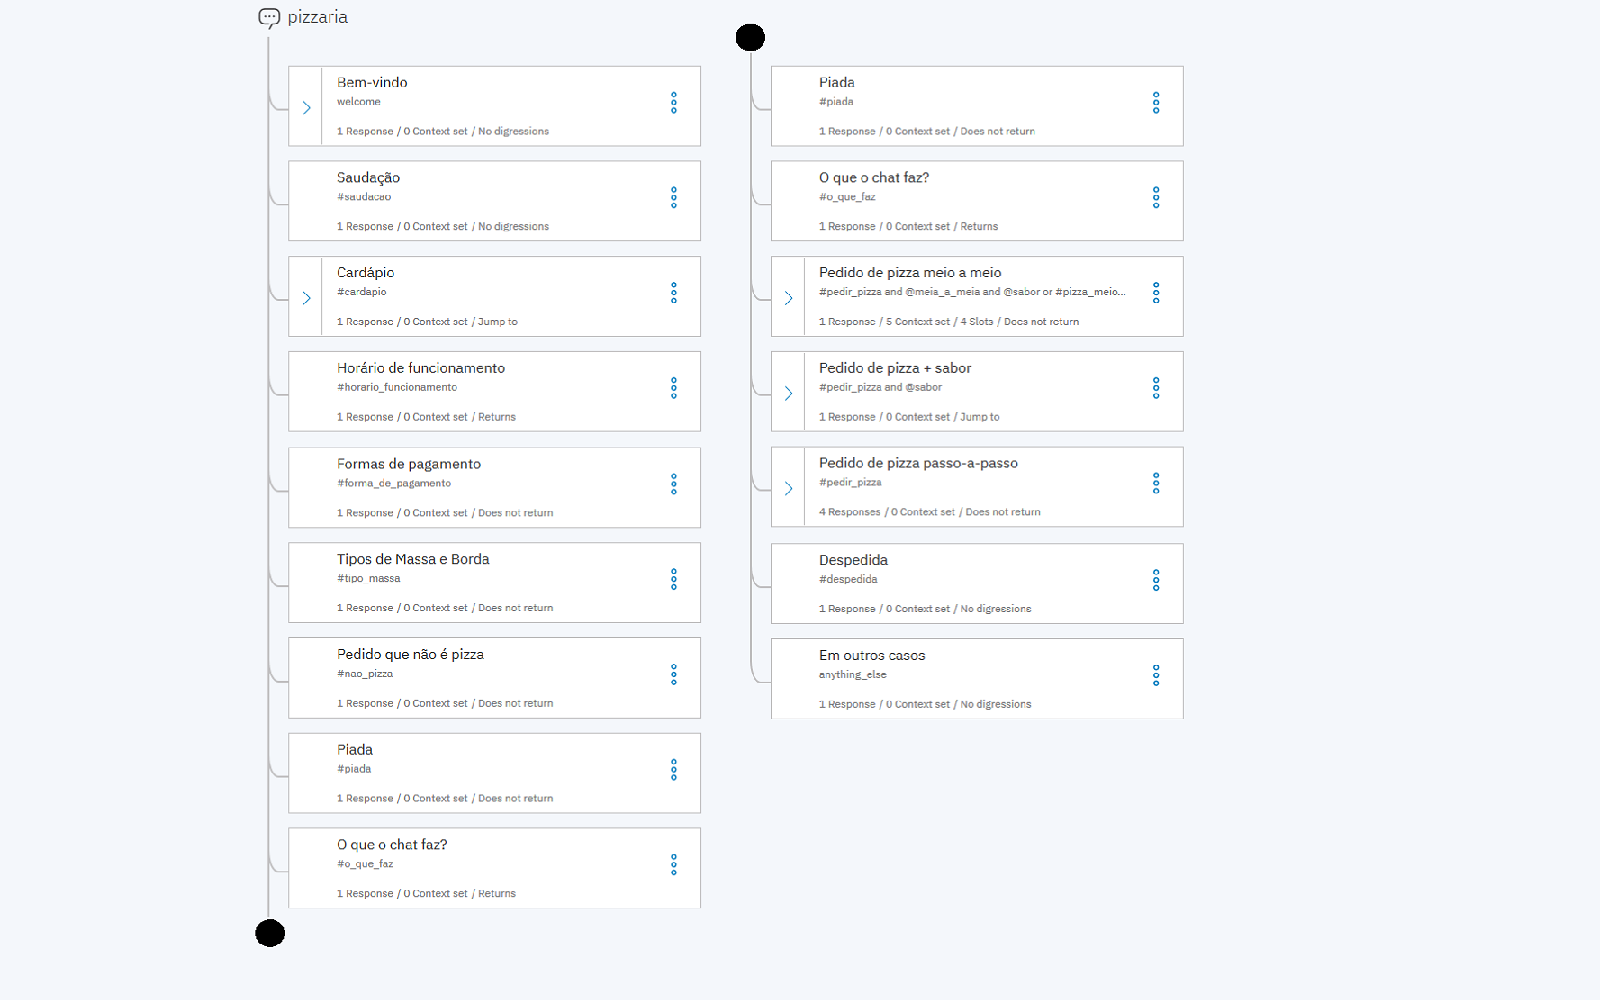 pizzaria
Bem-vindo
welcome
1 Response / 0 Context set / No digressions
Saudação
#saudacao
1 Response / 0 Context set / No digressions
Cardápio
#cardapio
1 Response / 0 Context set / Jump to
Horário de funcionamento
#horario_funcionamento
1 Response / 0 Context set / Returns
Formas de pagamento
#forma_de_pagamento
1 Response / 0 Context set / Does not return
Tipos de Massa e Borda
#tipo_massa
1 Response / 0 Context set / Does not return
Pedido que não é pizza
#nao_pizza
1 Response / 0 Context set / Does not return
Piada
#piada
1 Response / 0 Context set / Does not return
O que o chat faz?
#o_que_faz
1 Response / 0 Context set / Returns
Piada
#piada
1 Response / 0 Context set / Does not return
O que o chat faz?
#o_que_faz
1 Response / 0 Context set / Returns
Pedido de pizza meio a meio
#pedir_pizza and @meia_a_meia and @sabor or #pizza_meio...
1 Response / 5 Context set / 4 Slots / Does not return
Pedido de pizza + sabor
#pedir_pizza and @sabor
1 Response / 0 Context set / Jump to
Pedido de pizza passo-a-passo
#pedir_pizza
4 Responses / 0 Context set / Does not return
Despedida
#despedida
1 Response / 0 Context set / No digressions
Em outros casos
anything_else
1 Response / 0 Context set / No digressions